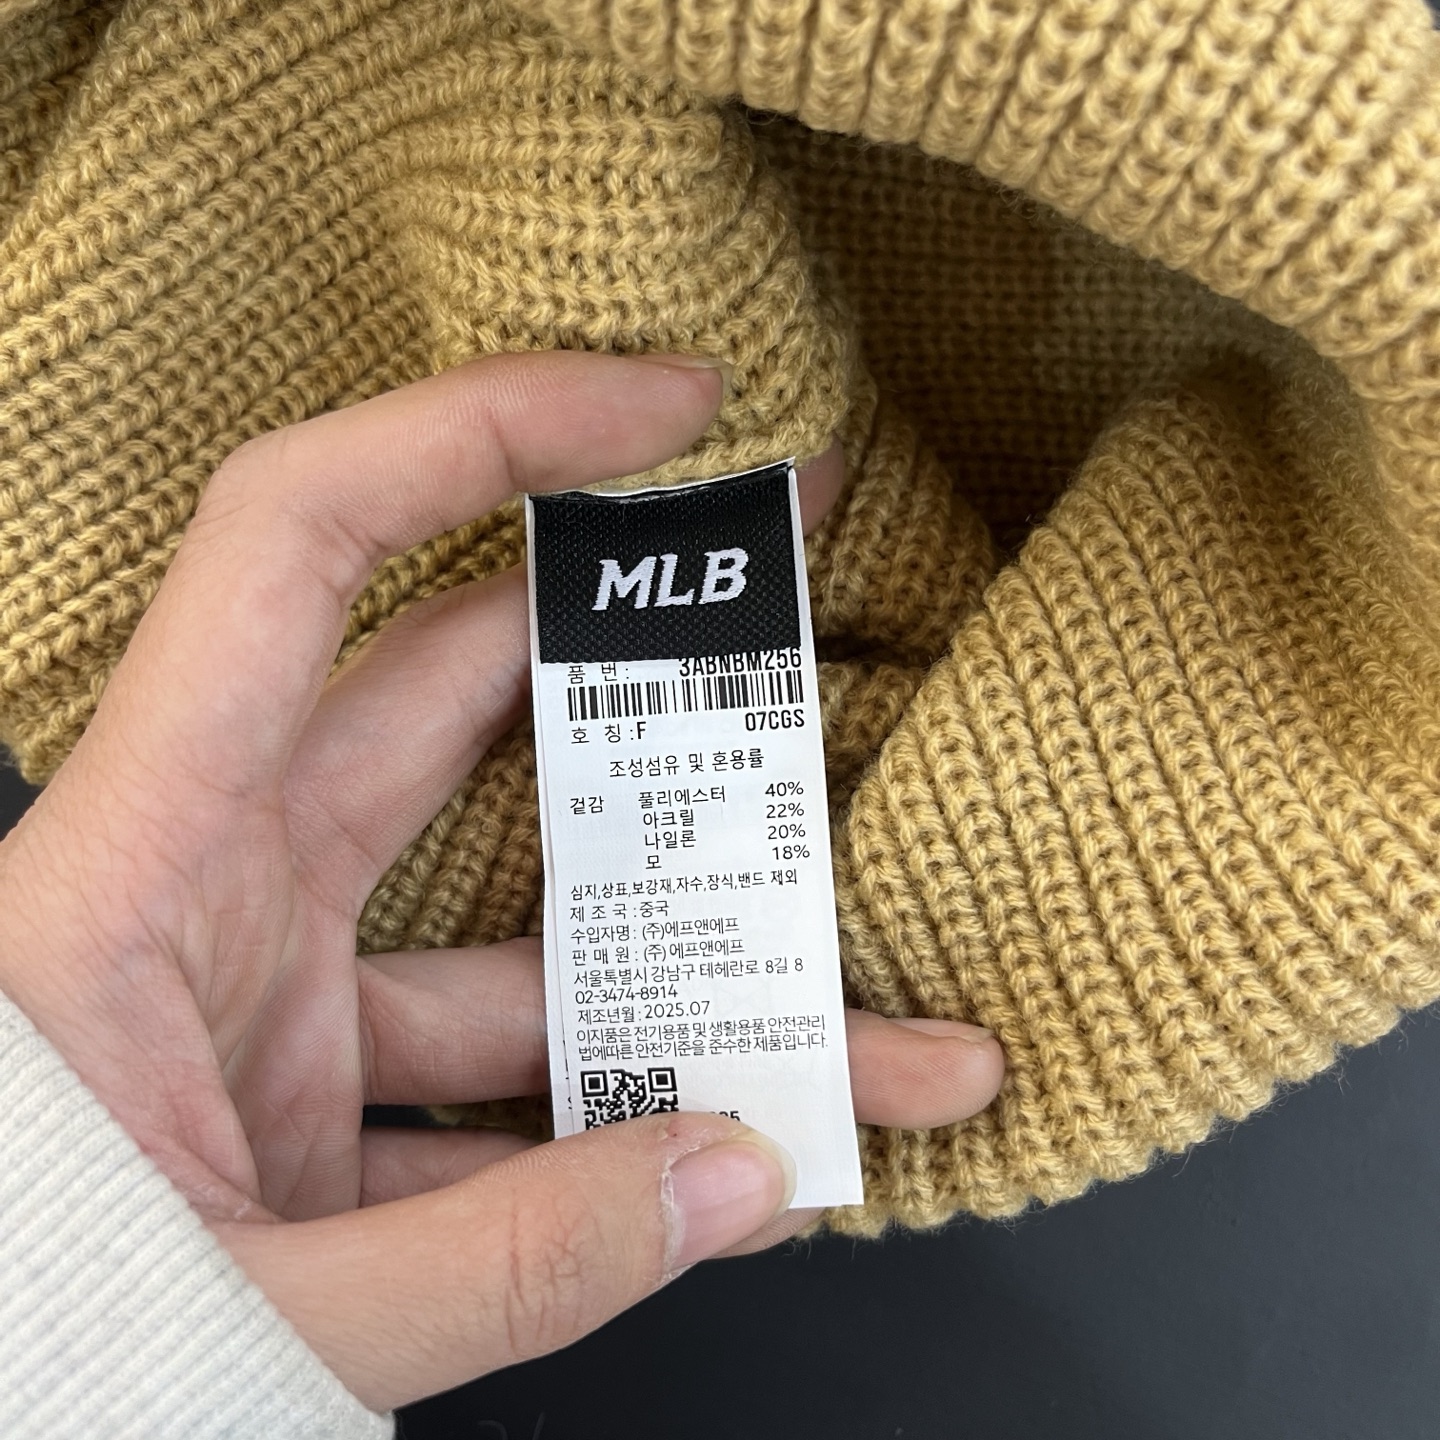 MLB
품 번 : 3ABNBM256
호 칭 : F 07CGS
조성섬유 및 혼용률
겉감 풀리에스터 40%
아크릴 22%
나일론 20%
모 18%
심지,상표,보강재,자수,장식,밴드 제외
제 조 국 : 중국
수입자명 : (주)에프앤에프
판 매 원 : (주)에프앤에프
서울특별시 강남구 테헤란로 8길 8
02-3474-8914
제조년월 : 2025.07
이지품은 전기용품 및 생활용품 안전관리
법에따른 안전기준을 준수한 제품입니다.